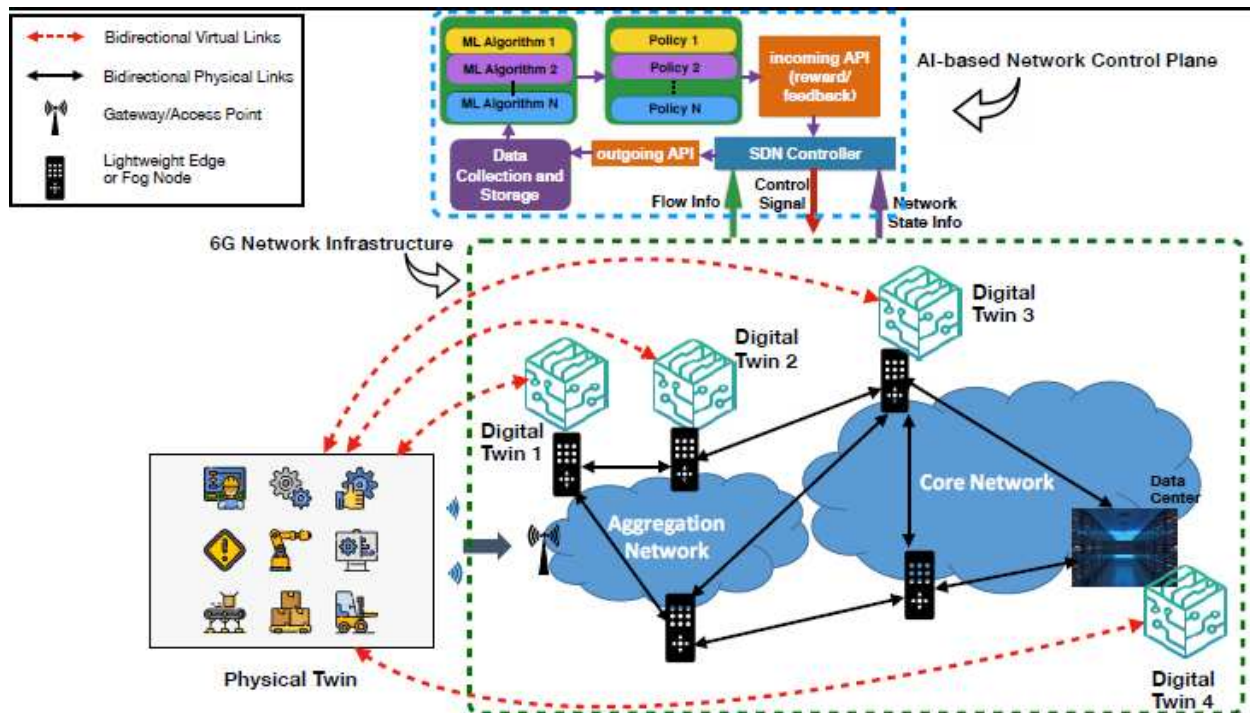 Bidirectional Virtual Links
Bidirectional Physical Links
Gateway/Access Point
Lightweight Edge
or Fog Node
ML Algorithm 1
ML Algorithm 2
ML Algorithm N
Policy 1
Policy 2
Policy N
incoming API
(reward/
feedback)
AI-based Network Control Plane
Data
Collection and
Storage
outgoing API
SDN Controller
Flow Info
Control
Signal
Network
State Info
6G Network Infrastructure
Digital
Twin 3
Digital
Twin 2
Digital
Twin 1
Core Network
Data
Center
Aggregation
Network
Physical Twin
Digital
Twin 4